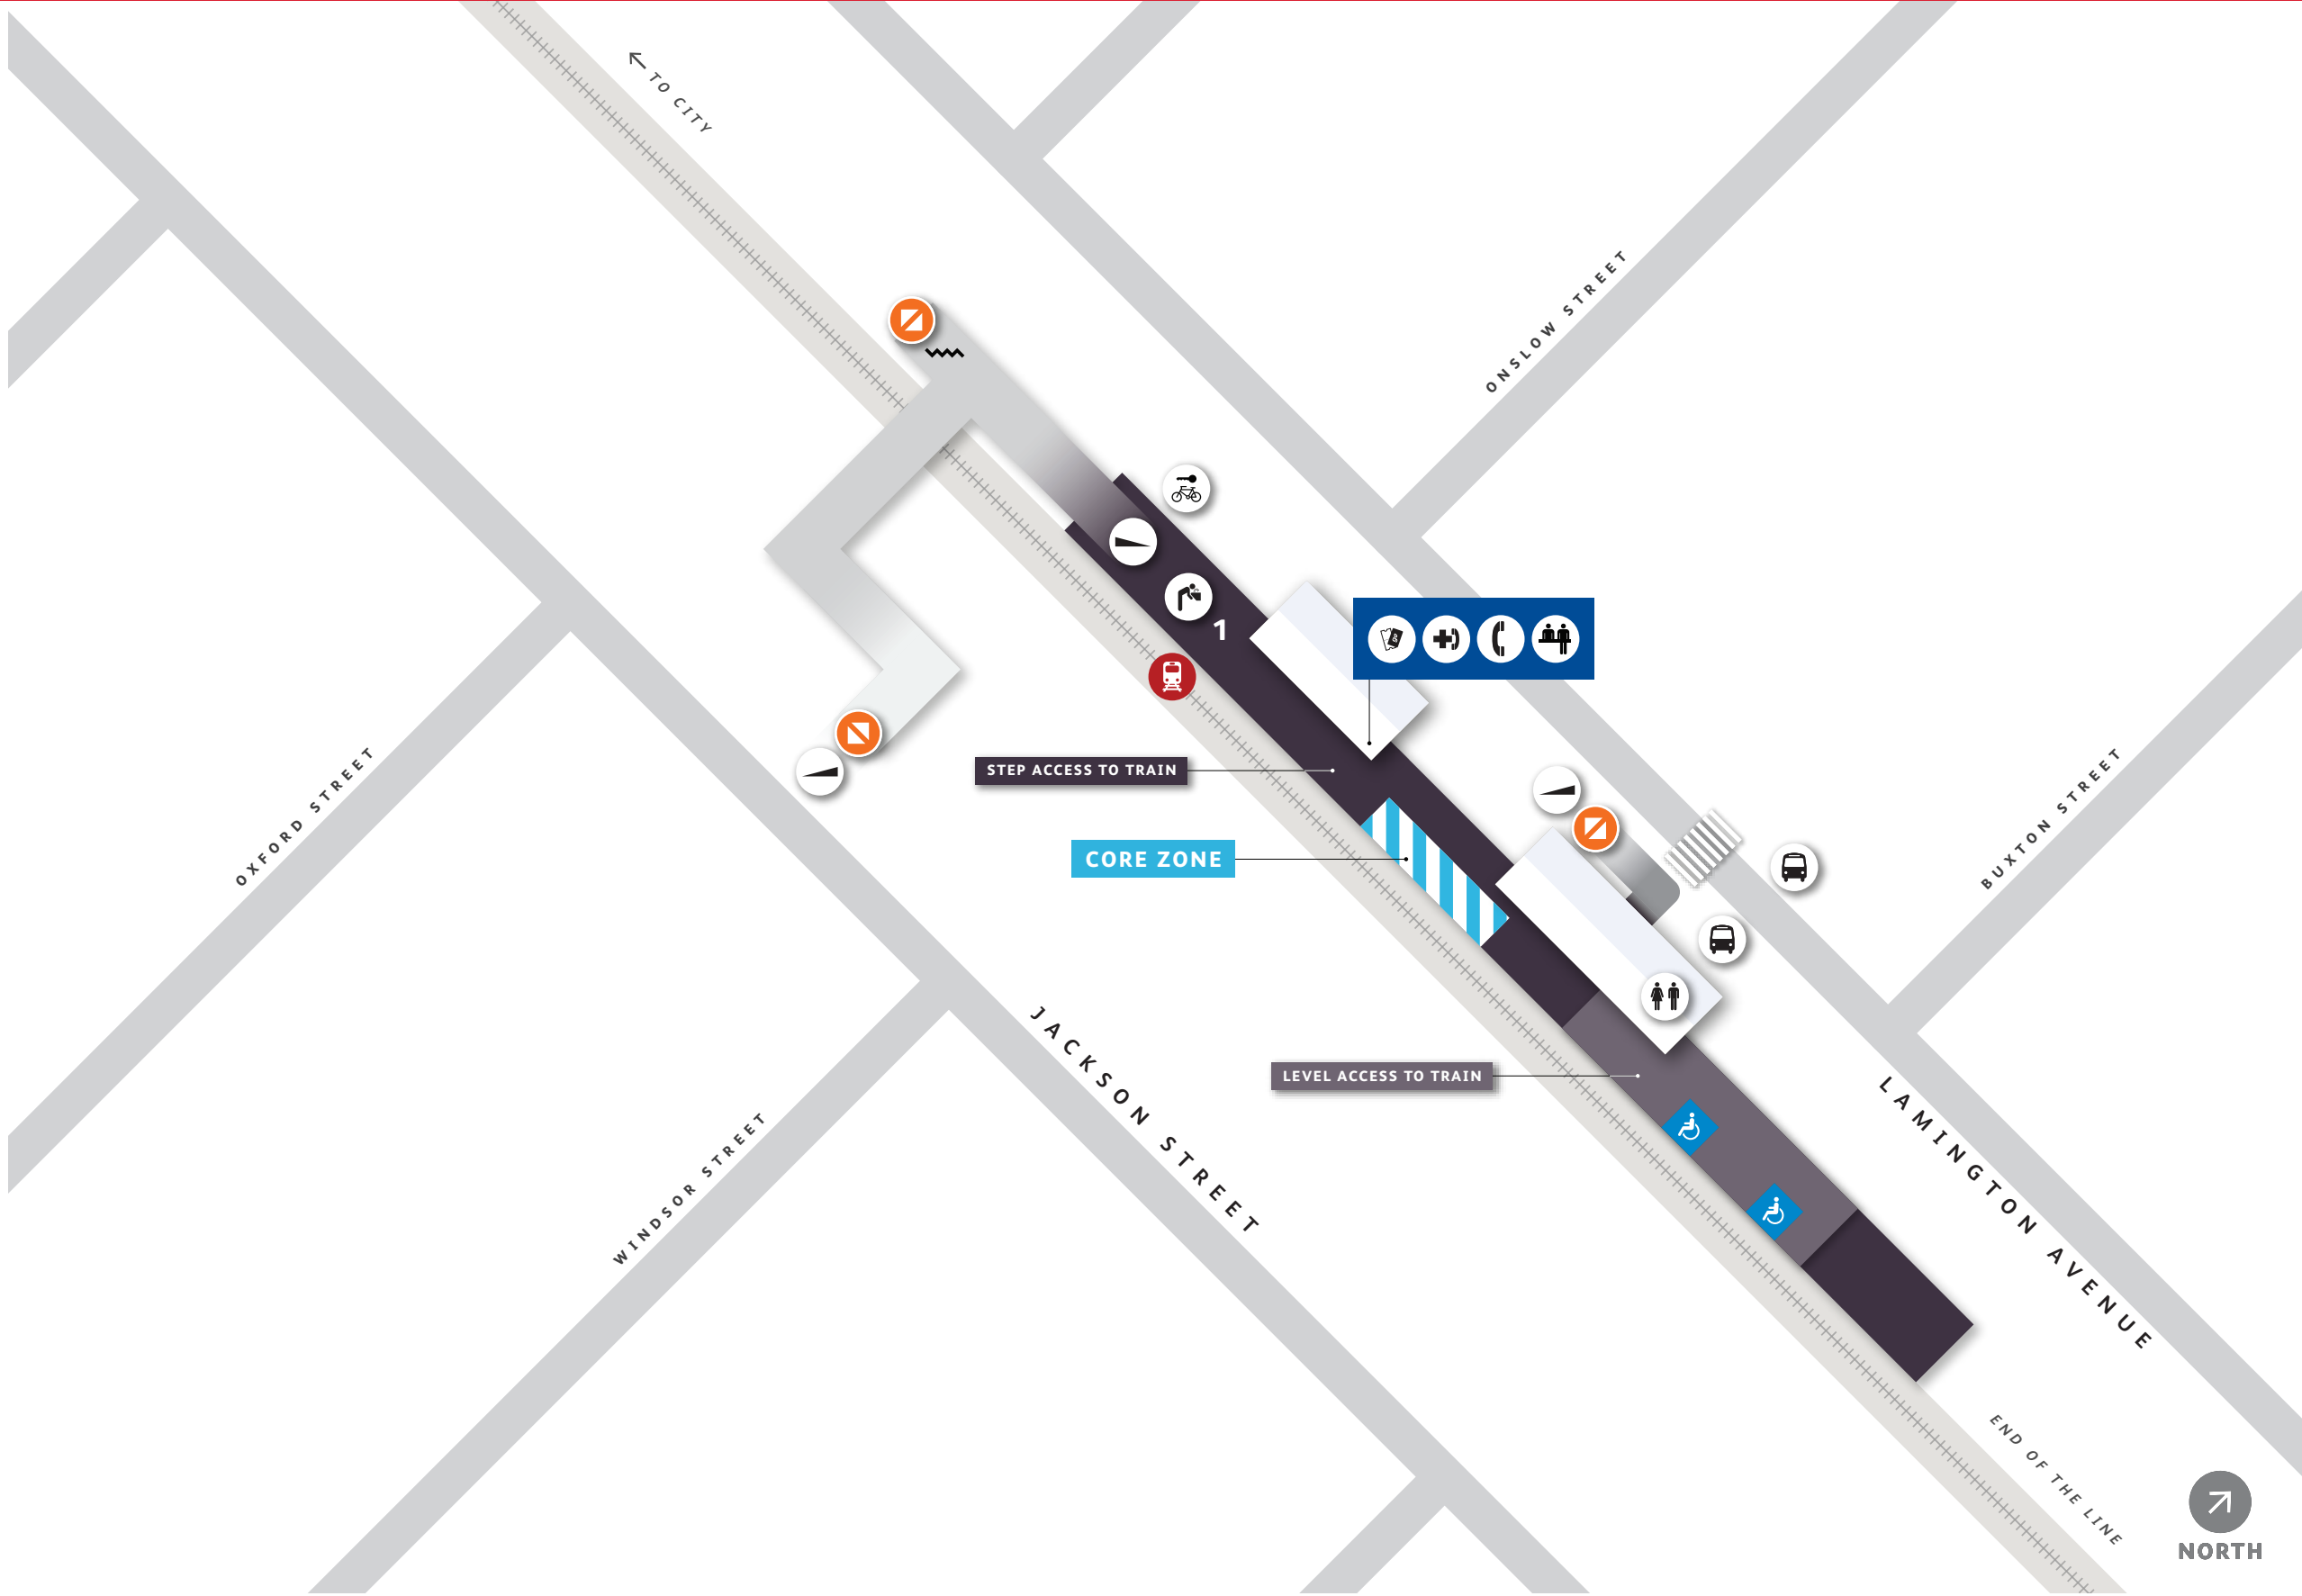 TO CITY
ONSLOW STREET
1
STEP ACCESS TO TRAIN
CORE ZONE
OXFORD STREET
BUXTON STREET
JACKSON STREET
LEVEL ACCESS TO TRAIN
WINDSOR STREET
LAMINGTON AVENUE
END OF THE LINE
NORTH